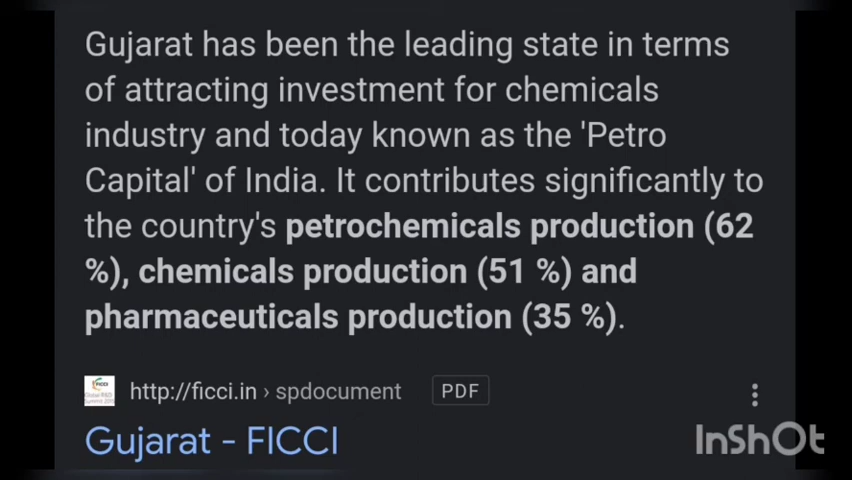 Gujarat has been the leading state in terms
of attracting investment for chemicals
industry and today known as the 'Petro
Capital' of India. It contributes significantly to
the country's petrochemicals production (62
%), chemicals production (51 %) and
pharmaceuticals production (35 %).
FICCI
http://ficci.in › spdocument PDF
Gujarat - FICCI
InShOt